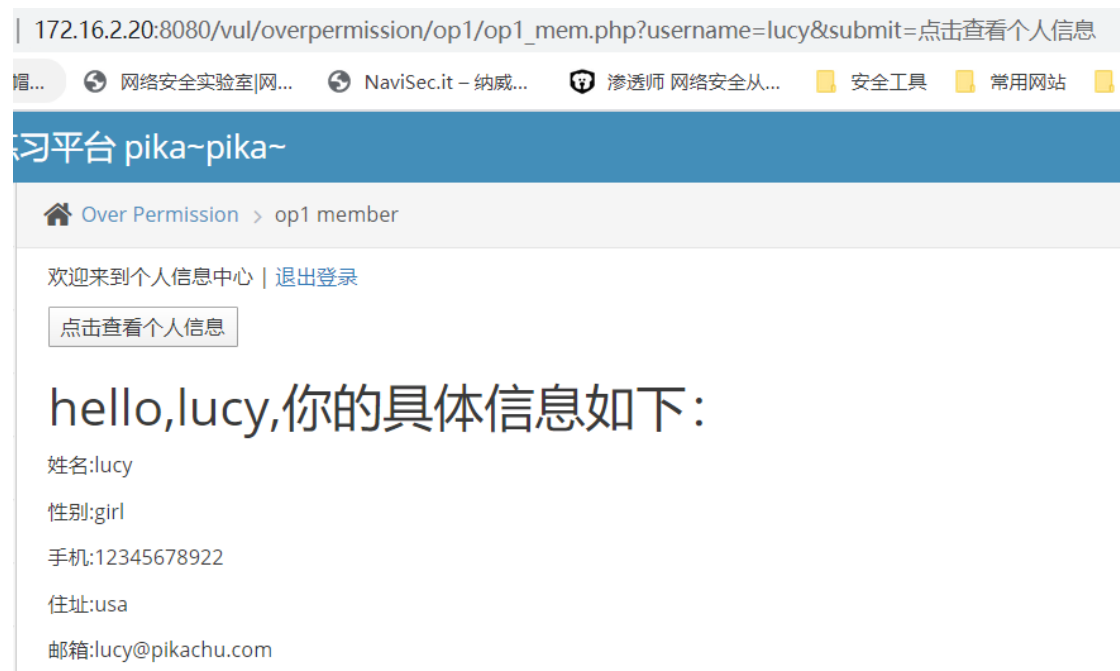 172.16.2.20:8080/vul/overpermission/op1/op1_mem.php?username=lucy&submit=点击查看个人信息
帽... 网络安全实验室|网... NaviSec.it – 纳威... 渗透师 网络安全从... 安全工具 常用网站
习平台 pika~pika~
Over Permission > op1 member
欢迎来到个人信息中心 | 退出登录
点击查看个人信息
hello,lucy,你的具体信息如下：
姓名:lucy
性别:girl
手机:12345678922
住址:usa
邮箱:lucy@pikachu.com